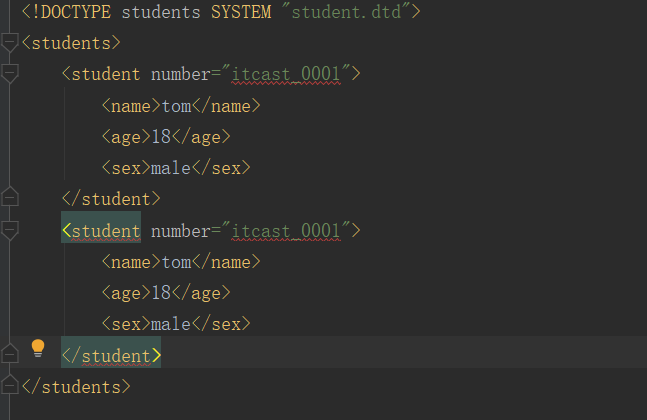 <!DOCTYPE students SYSTEM "student.dtd">
<students>
    <student number="itcast_0001">
        <name>tom</name>
        <age>18</age>
        <sex>male</sex>
    </student>
    <student number="itcast_0001">
        <name>tom</name>
        <age>18</age>
        <sex>male</sex>
    </student>
</students>